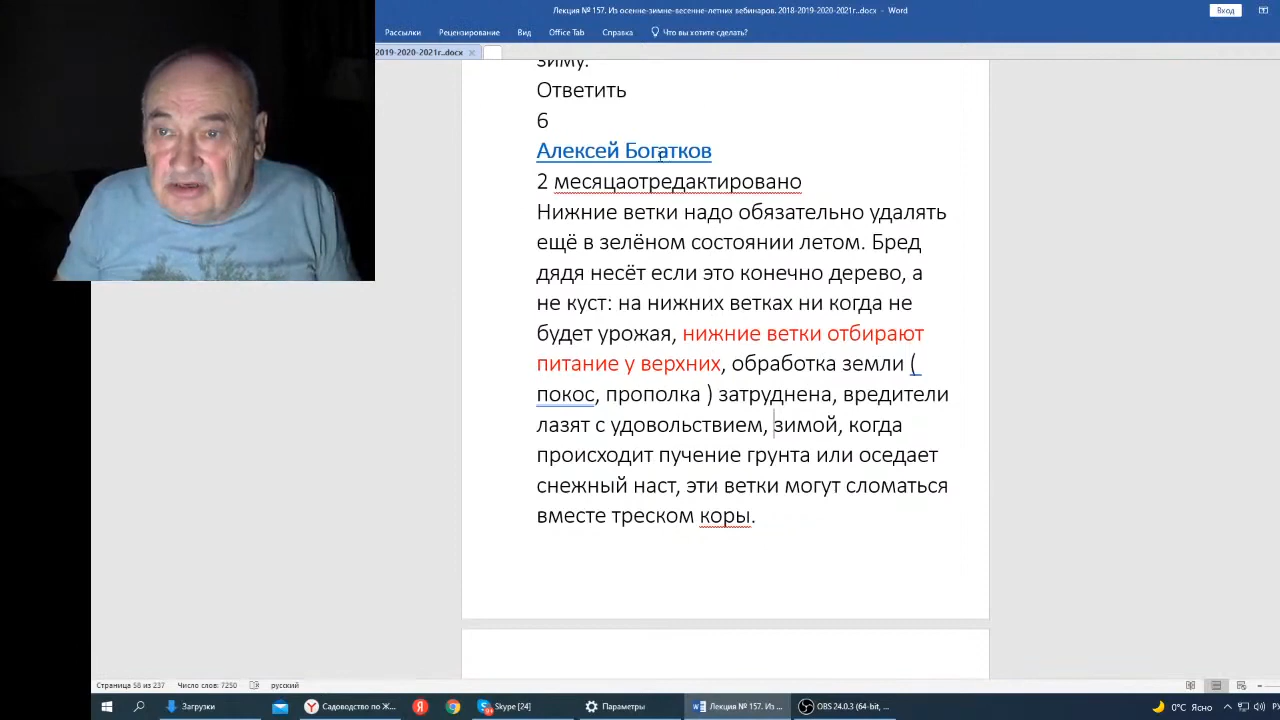 Лекция № 157. Из осенне-зимне-весенне-летних вебинаров. 2018-2019-2020-2021г..docx - Word
Вход
Рассылки Рецензирование Вид Office Tab Справка Что вы хотите сделать?
2019-2020-2021г..docx
зиму.
Ответить
6
Алексей Богатков
2 месяцаотредактировано
Нижние ветки надо обязательно удалять
ещё в зелёном состоянии летом. Бред
дядя несёт если это конечно дерево, а
не куст: на нижних ветках ни когда не
будет урожая, нижние ветки отбирают
питание у верхних, обработка земли (
покос, прополка ) затруднена, вредители
лазят с удовольствием, зимой, когда
происходит пучение грунта или оседает
снежный наст, эти ветки могут сломаться
вместе треском коры.
Страница 58 из 237 Число слов: 7250 русский
Загрузки Садоводство по Ж... Skype [24] Параметры Лекция № 157. Из ... OBS 24.0.3 (64-bit, ... 0°C Ясно